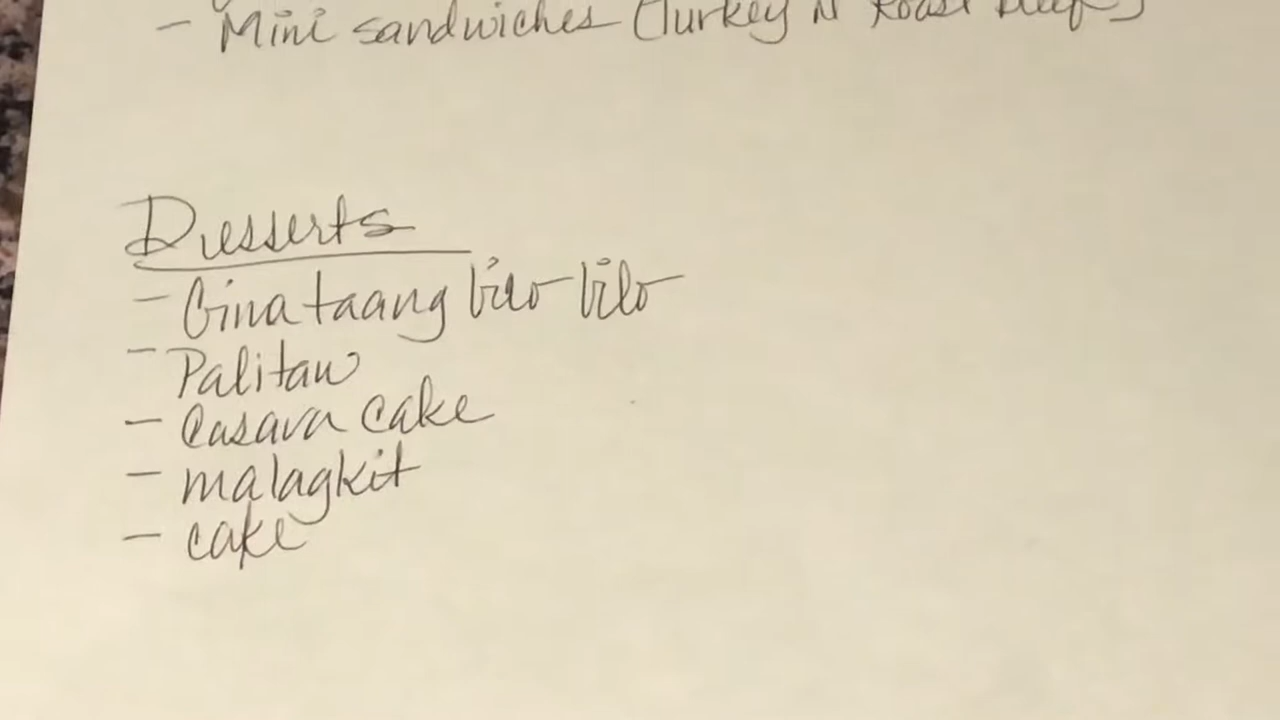 - Mini sandwiches (Turkey N Roast Beef)
Desserts
- Ginataang bilo-bilo
- Palitaw
- Casava cake
- malagkit
- cake